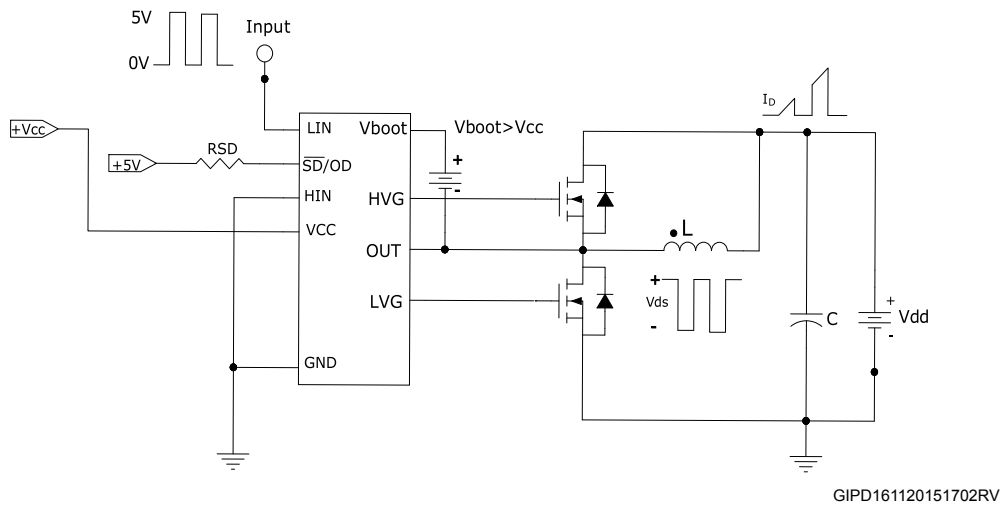 5V
0V
Input
+Vcc
+5V
RSD
LIN
SD/OD
HIN
VCC
GND
Vboot
HVG
OUT
LVG
Vboot>Vcc
+
-
L
+
Vds
-
ID
C
+
Vdd
-
GIPD161120151702RV